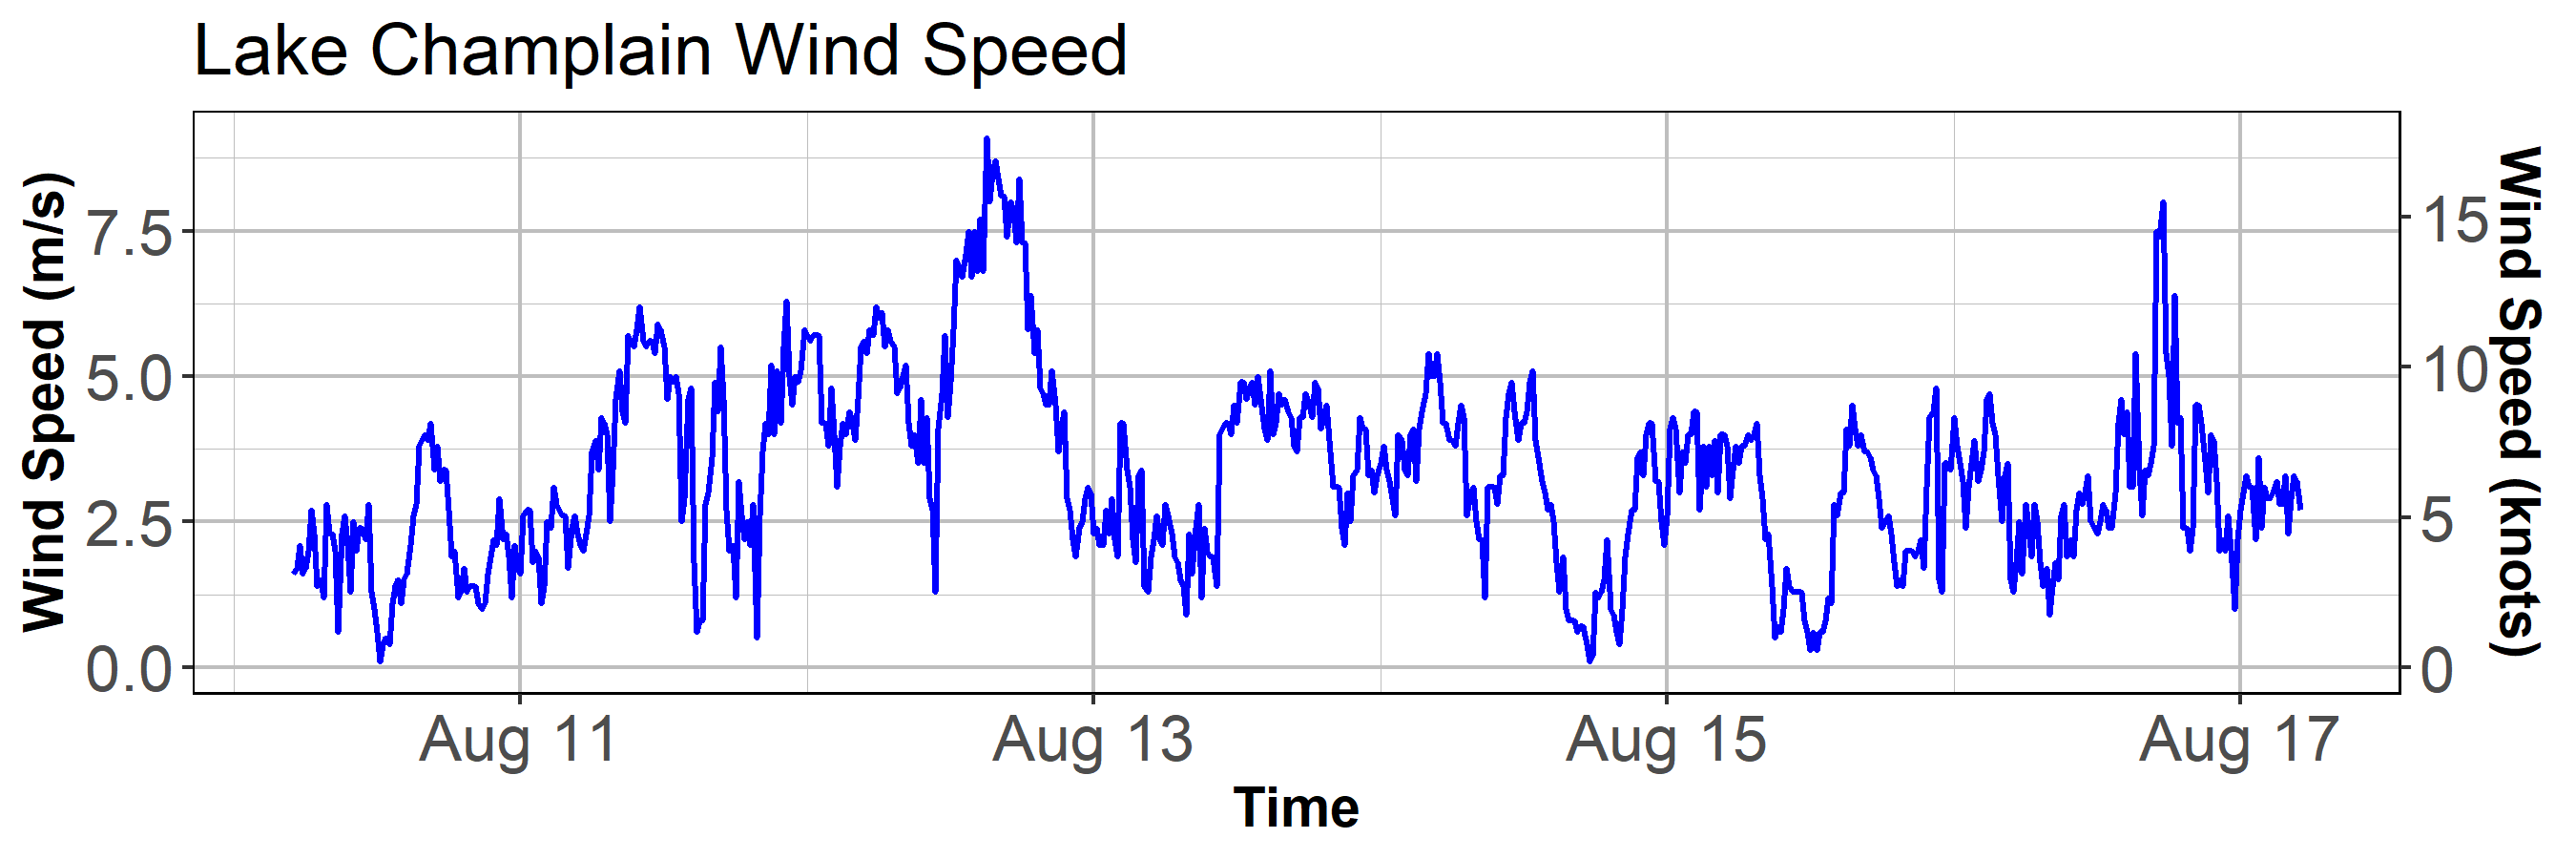 Lake Champlain Wind Speed
Wind Speed (m/s)
7.5
5.0
2.5
0.0
15
10
5
0
Wind Speed (knots)
Aug 11
Aug 13
Aug 15
Aug 17
Time